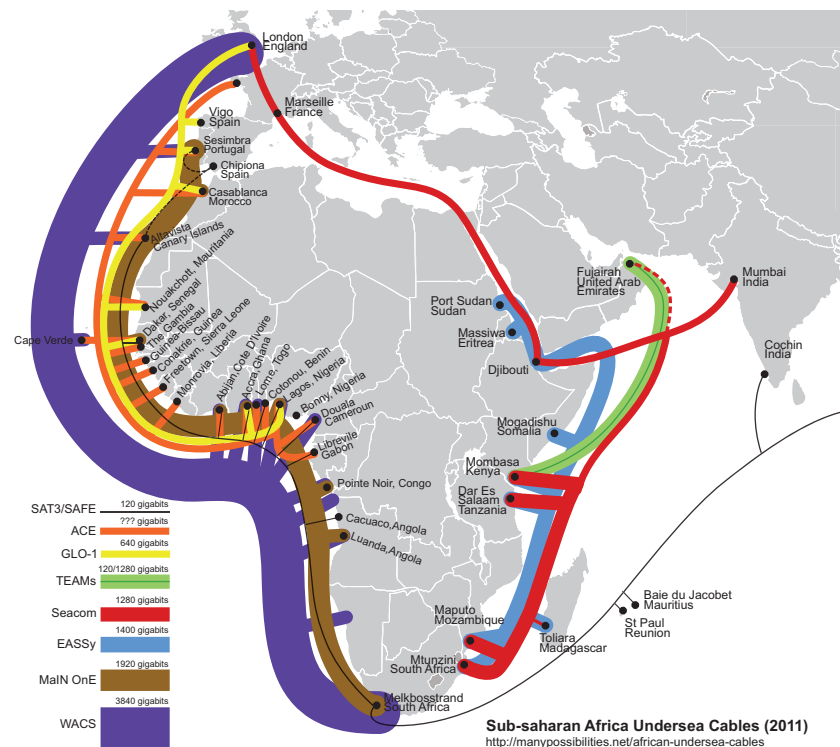 London
England
Marseille
France
Vigo
Spain
Sesimbra
Portugal
Chipiona
Spain
Casablanca
Morocco
Altavista
Canary Islands
Nouakchott, Mauritania
Dakar, Senegal
The Gambia
Guinea-Bissau
Conakrie, Guinea
Freetown, Sierra Leone
Monrovia, Liberia
Cape Verde
Abijan,Cote D'Ivoire
Accra,Ghana
Lome, Togo
Cotonou, Benin
Lagos, Nigeria
Bonny, Nigeria
Douala
Cameroun
Librevile
Gabon
Pointe Noir, Congo
Cacuaco,Angola
Luanda,Angola
Melkbosstrand
South Africa
Fujairah
United Arab
Emirates
Mumbai
India
Cochin
India
Port Sudan
Sudan
Massiwa
Eritrea
Djibouti
Mogadishu
Somalia
Mombasa
Kenya
Dar Es
Salaam
Tanzania
Maputo
Mozambique
Mtunzini
South Africa
Toliara
Madagascar
Baie du Jacobet
Mauritius
St Paul
Reunion
120 gigabits
SAT3/SAFE
??? gigabits
ACE
640 gigabits
GLO-1
120/1280 gigabits
TEAMs
1280 gigabits
Seacom
1400 gigabits
EASSy
1920 gigabits
MaIN OnE
3840 gigabits
WACS
Sub-saharan Africa Undersea Cables (2011)
http://manypossibilities.net/african-undersea-cables